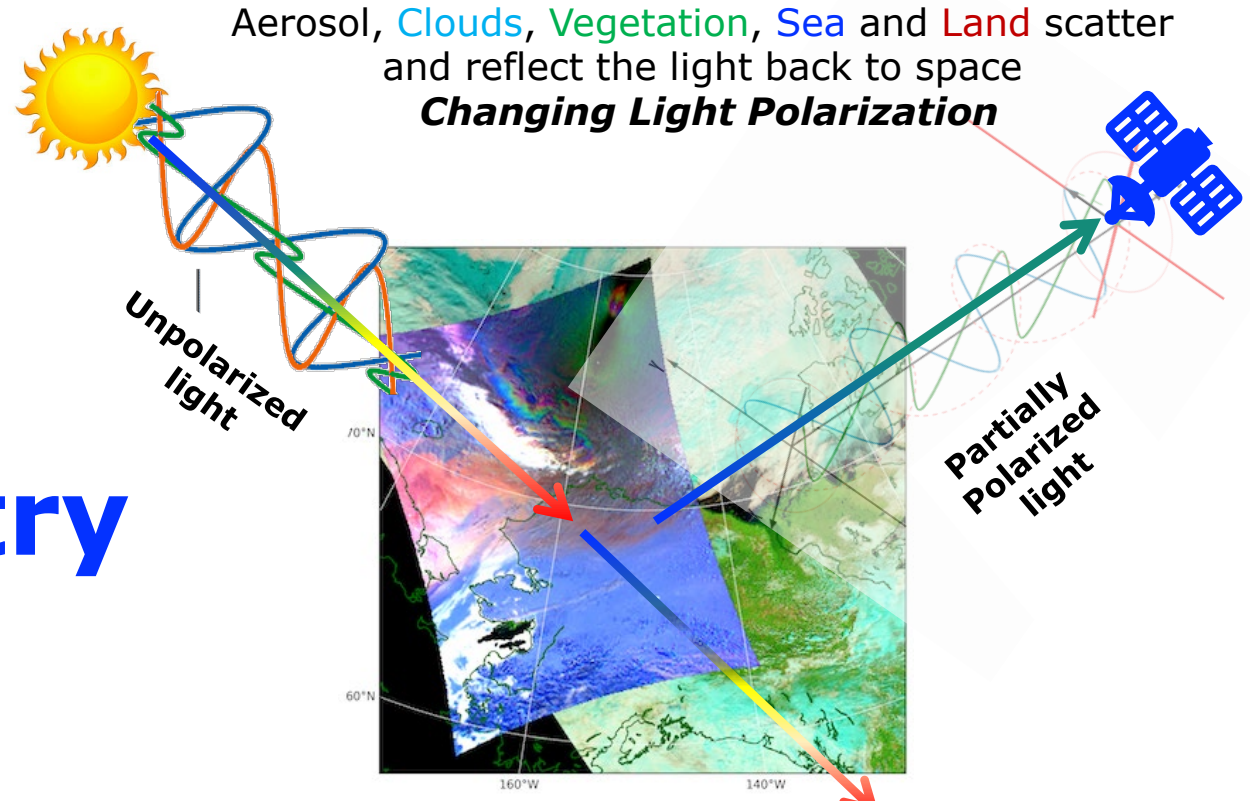 Aerosol, Clouds, Vegetation, Sea and Land scatter
and reflect the light back to space
Changing Light Polarization
Unpolarized
light
Partially
Polarized
light
try
70°N
60°N
160°W
140°W